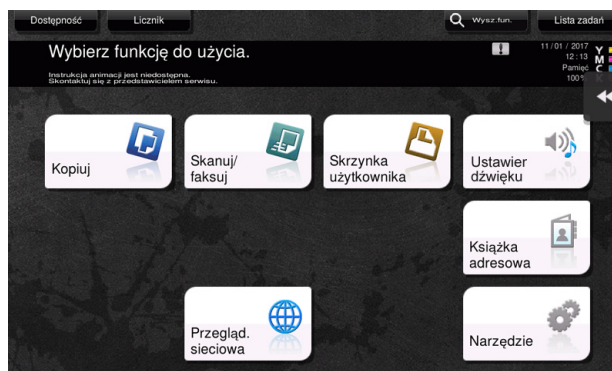 Dostępność
Licznik
Wysz.fun.
Lista zadań
Wybierz funkcję do użycia.
11/01 / 2017
12:13
Pamięć
100%
Y
M
C
Instrukcja animacji jest niedostępna.
Skontaktuj się z przedstawicielem serwisu.
Kopiuj
Skanuj/
faksuj
Skrzynka
użytkownika
Ustawier
dźwięku
Książka
adresowa
Przegląd.
sieciowa
Narzędzie